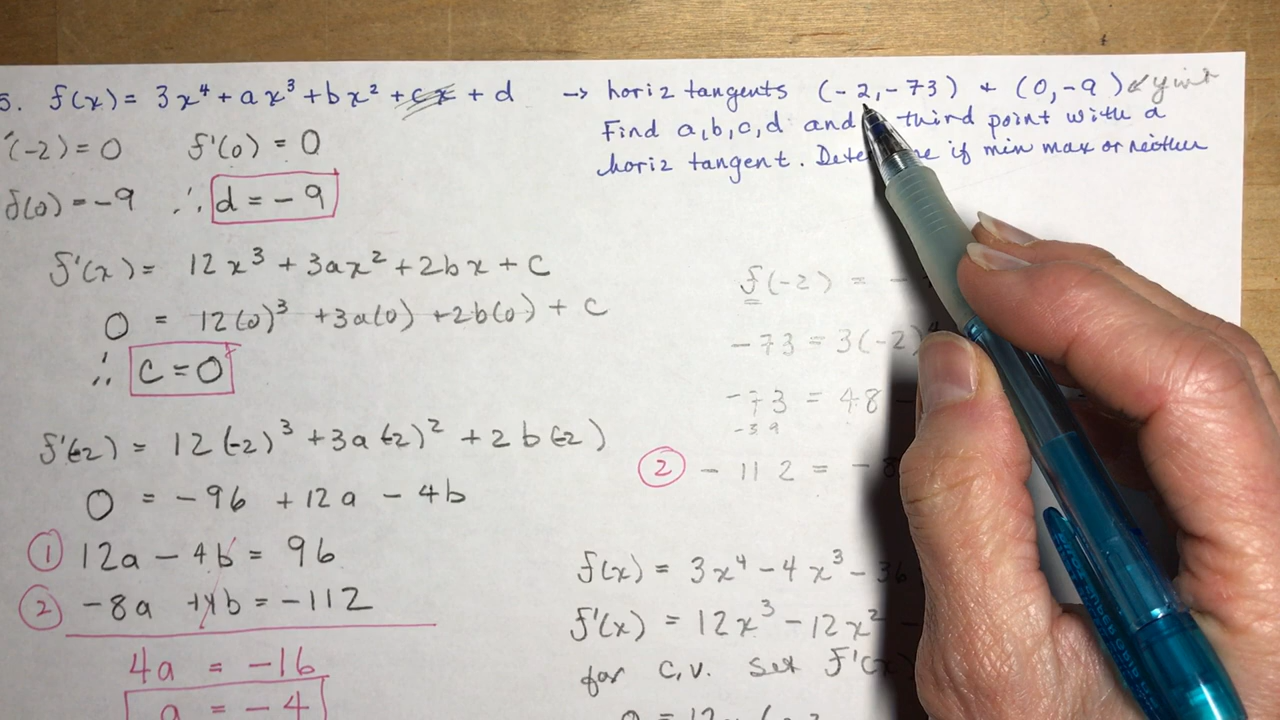 5. f(x) = 3x⁴ + ax³ + bx² + cx + d → horiz tangents (-2, -73) + (0, -9) ← y int
Find a, b, c, d and third point with a
horiz tangent. Determine if min max or neither
'(-2) = 0 f'(0) = 0
f(0) = -9 ∴ d = -9
f'(x) = 12x³ + 3ax² + 2bx + c
0 = 12(0)³ + 3a(0) + 2b(0) + c
∴ c = 0
f'(-2) = 12(-2)³ + 3a(-2)² + 2b(-2)
0 = -96 + 12a - 4b
① 12a - 4b = 96
② -8a + 4b = -112
4a = -16
a = -4
f(-2) = -
-73 = 3(-2)⁴
-73 = 48
② -112 = -8
f(x) = 3x⁴ - 4x³ - 36
f'(x) = 12x³ - 12x² -
for c.v. set f'(x)